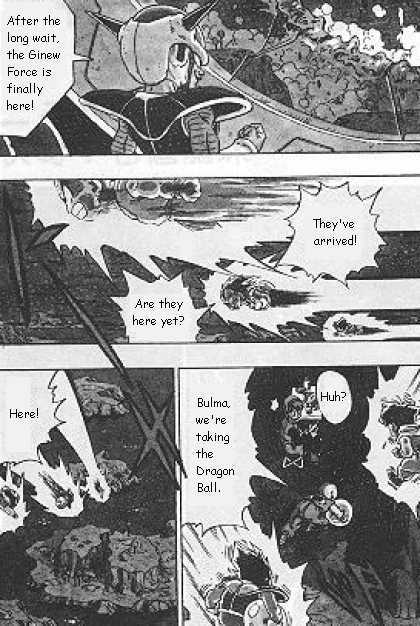 After the
long wait,
the Ginew
Force is
finally
here!
They've
arrived!
Are they
here yet?
Here!
Bulma,
we're
taking
the
Dragon
Ball.
Huh?